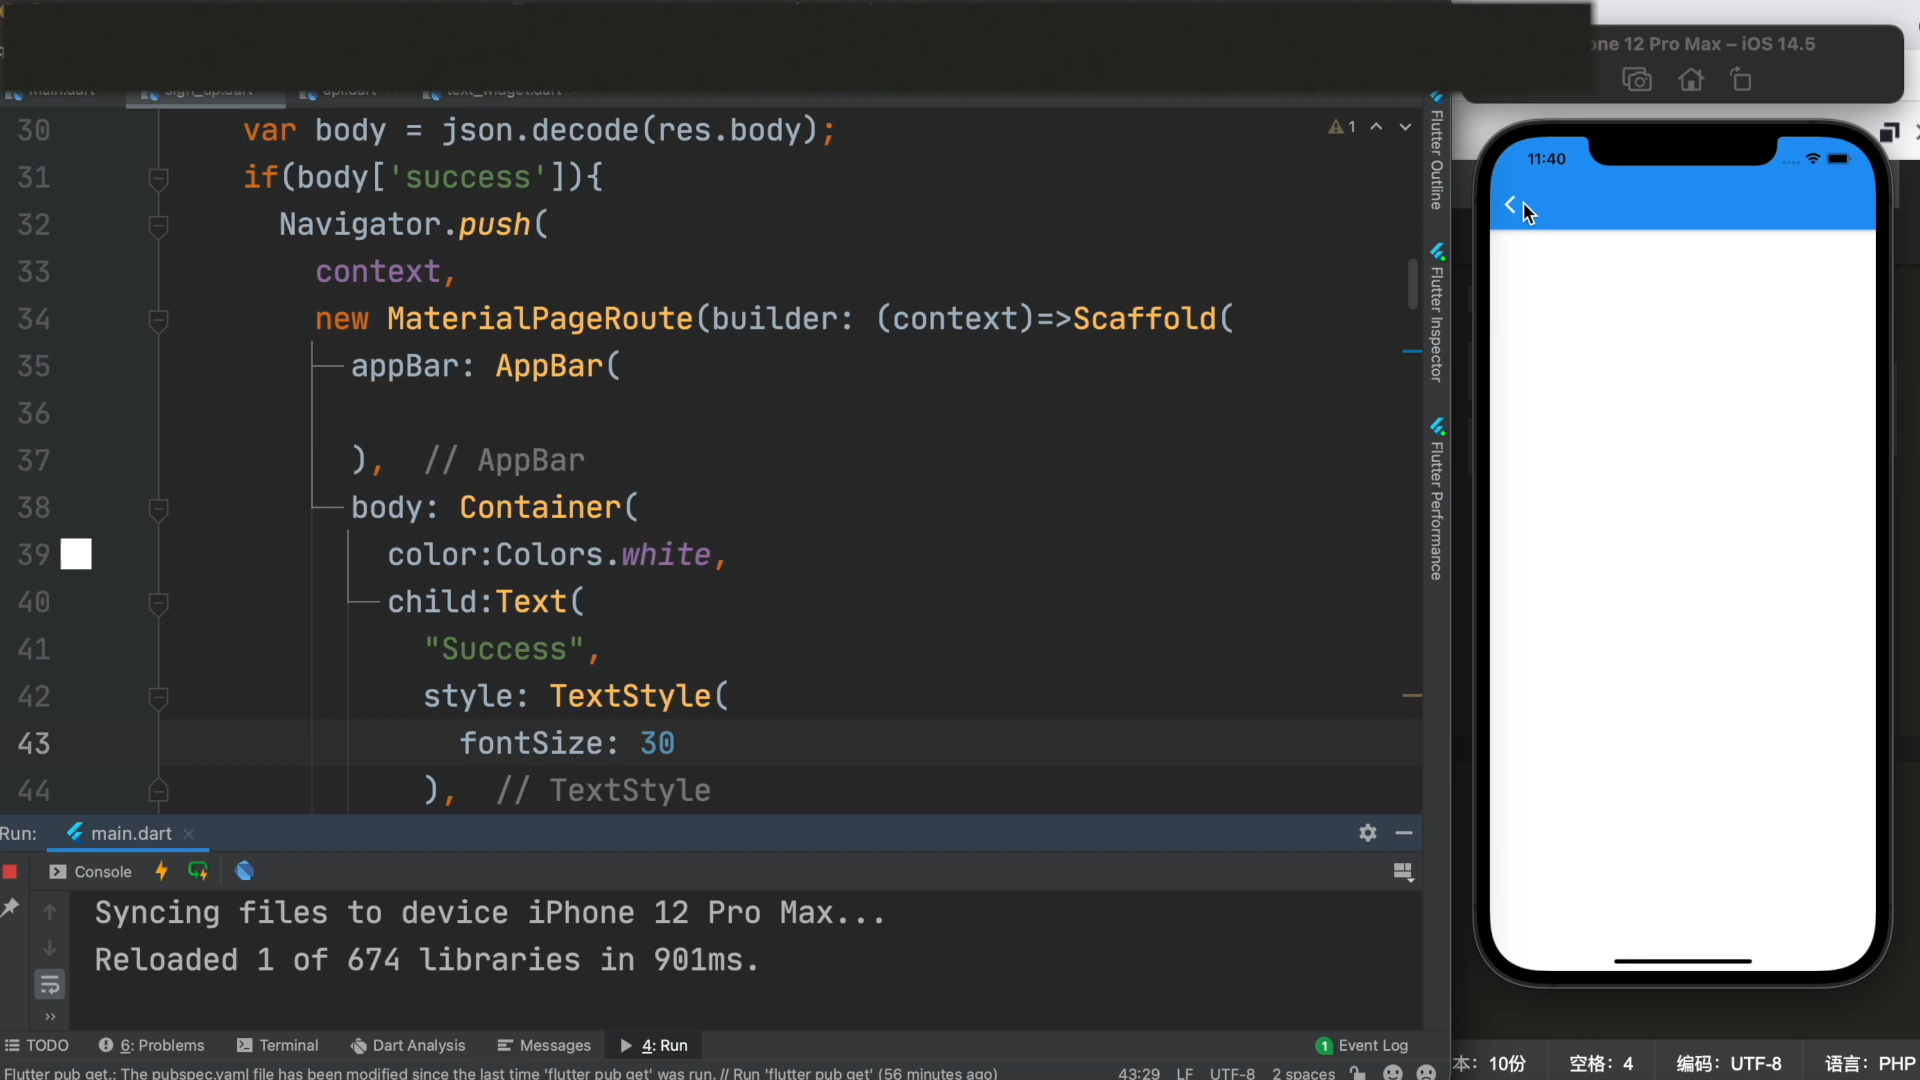 one 12 Pro Max – iOS 14.5
main.dart
sign_up.dart
api.dart
text_widget.dart
30 var body = json.decode(res.body);
31 if(body['success']){
32 Navigator.push(
33 context,
34 new MaterialPageRoute(builder: (context)=>Scaffold(
35 appBar: AppBar(
36
37 ), // AppBar
38 body: Container(
39 color:Colors.white,
40 child:Text(
41 "Success",
42 style: TextStyle(
43 fontSize: 30
44 ), // TextStyle
1
Flutter Outline
Flutter Inspector
Flutter Performance
11:40
Run: main.dart
Console
Syncing files to device iPhone 12 Pro Max...
Reloaded 1 of 674 libraries in 901ms.
TODO 6: Problems Terminal Dart Analysis Messages 4: Run 1 Event Log
Flutter pub get.: The pubspec.yaml file has been modified since the last time 'flutter pub get' was run. // Run 'flutter pub get' (56 minutes ago) 43:29 LF UTF-8 2 spaces
本: 10份 空格: 4 编码: UTF-8 语言: PHP